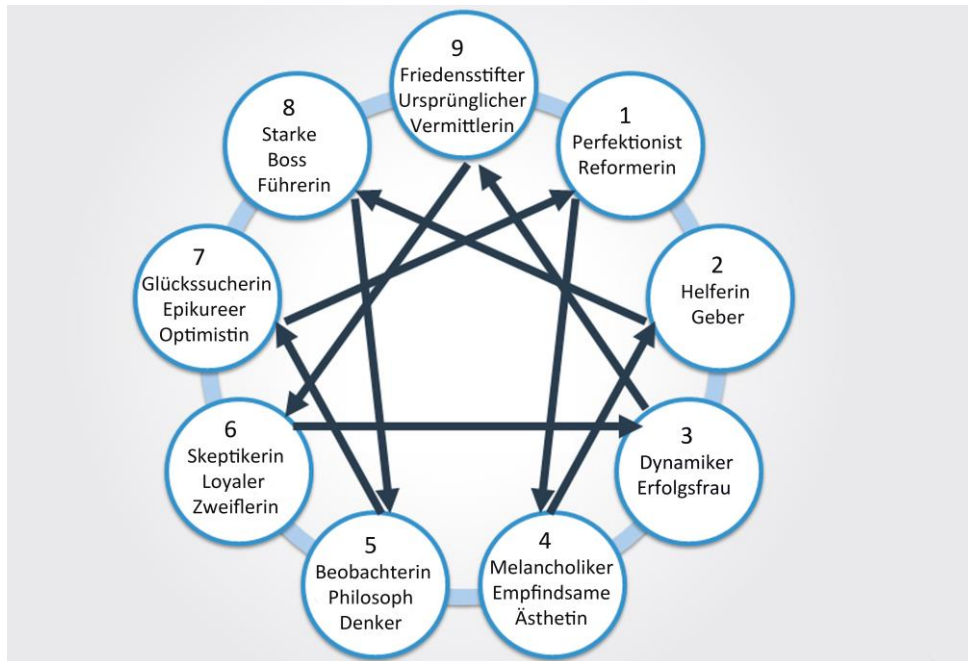 9
Friedensstifter
Ursprünglicher
Vermittlerin
1
Perfektionist
Reformerin
2
Helferin
Geber
3
Dynamiker
Erfolgsfrau
4
Melancholiker
Empfindsame
Ästhetin
5
Beobachterin
Philosoph
Denker
6
Skeptikerin
Loyaler
Zweiflerin
7
Glückssucherin
Epikureer
Optimistin
8
Starke
Boss
Führerin